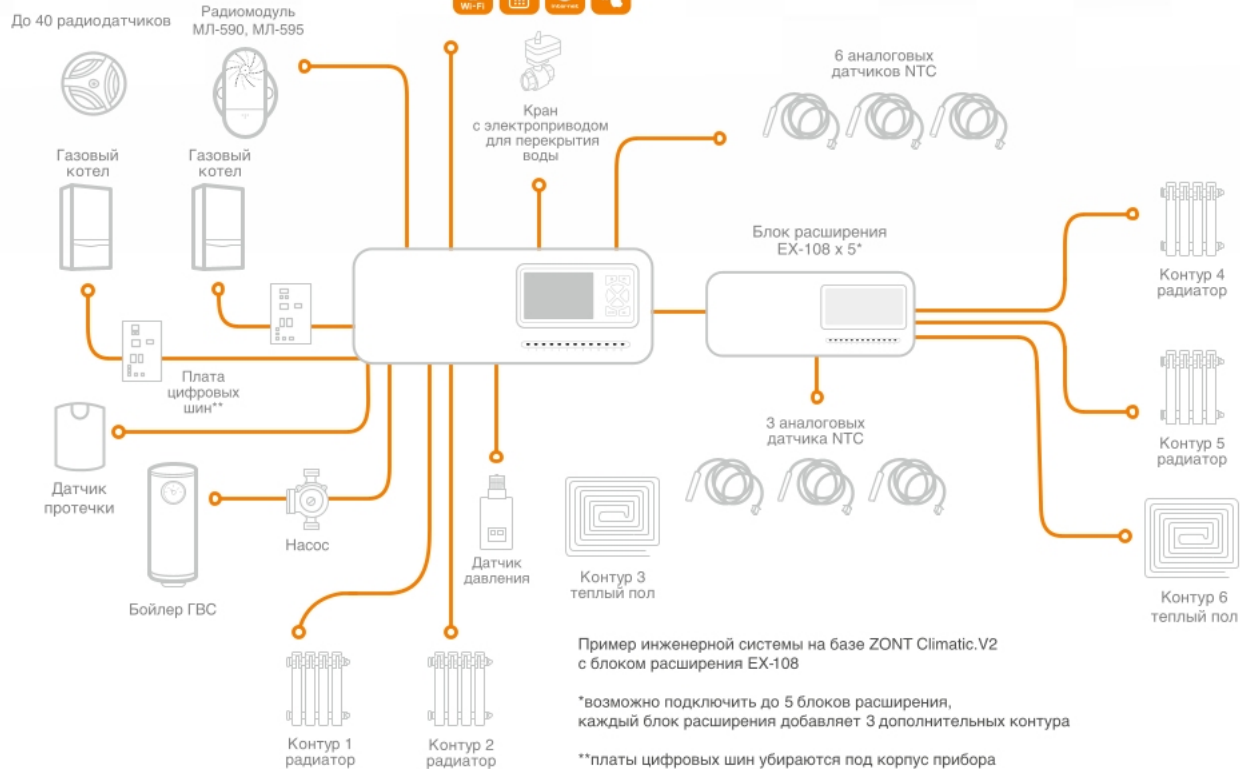 Wi-Fi
До 40 радиодатчиков
Радиомодуль
МЛ-590, МЛ-595
6 аналоговых
датчиков NTC
Кран
с электроприводом
для перекрытия
воды
Газовый
котел
Газовый
котел
Блок расширения
EX-108 x 5*
Контур 4
радиатор
Плата
цифровых
шин**
3 аналоговых
датчика NTC
Контур 5
радиатор
Датчик
протечки
Насос
Датчик
давления
Контур 3
теплый пол
Бойлер ГВС
Контур 6
теплый пол
Контур 1
радиатор
Контур 2
радиатор
Пример инженерной системы на базе ZONT Climatic.V2
с блоком расширения EX-108
*возможно подключить до 5 блоков расширения,
каждый блок расширения добавляет 3 дополнительных контура
**платы цифровых шин убираются под корпус прибора